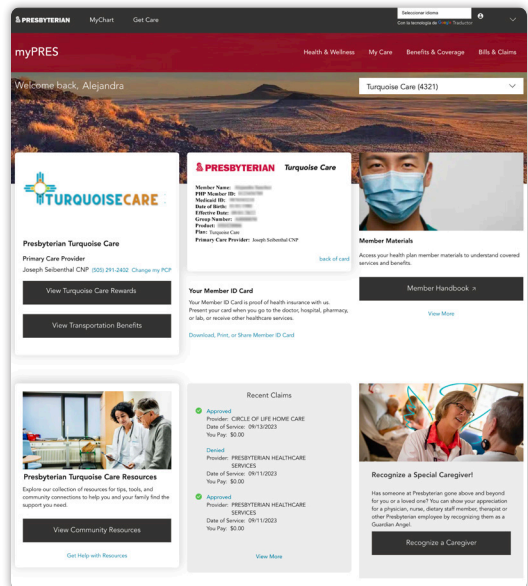 PRESBYTERIAN
MyChart
Get Care
Seleccionar idioma
Con la tecnología de Google Traductor
myPRES
Health & Wellness
My Care
Benefits & Coverage
Bills & Claims
Welcome back, Alejandra
Turquoise Care (4321)
TURQUOISECARE
Presbyterian Turquoise Care
Primary Care Provider
Joseph Seibenthal CNP (505) 291-2402 Change my PCP
View Turquoise Care Rewards
View Transportation Benefits
PRESBYTERIAN Turquoise Care
Member Name:
PHP Member ID:
Medicaid ID:
Date of Birth:
Effective Date:
Group Number:
Product:
Plan: Turquoise Care
Primary Care Provider: Joseph Seibenthal CNP
back of card
Your Member ID Card
Your Member ID Card is proof of health insurance with us.
Present your card when you go to the doctor, hospital, pharmacy,
or lab, or receive other healthcare services.
Download, Print, or Share Member ID Card
Member Materials
Access your health plan member materials to understand covered
services and benefits.
Member Handbook
View More
Presbyterian Turquoise Care Resources
Explore our collection of resources for tips, tools, and
community connections to help you and your family find the
support you need.
View Community Resources
Get Help with Resources
Recent Claims
Approved
Provider: CIRCLE OF LIFE HOME CARE
Date of Service: 09/13/2023
You Pay: $0.00
Denied
Provider: PRESBYTERIAN HEALTHCARE
SERVICES
Date of Service: 09/11/2023
You Pay: $0.00
Approved
Provider: PRESBYTERIAN HEALTHCARE
SERVICES
Date of Service: 09/11/2023
You Pay: $0.00
View More
Recognize a Special Caregiver!
Has someone at Presbyterian gone above and beyond
for you or a loved one? You can show your appreciation
for a physician, nurse, dietary staff member, therapist or
other Presbyterian employee by recognizing them as a
Guardian Angel.
Recognize a Caregiver